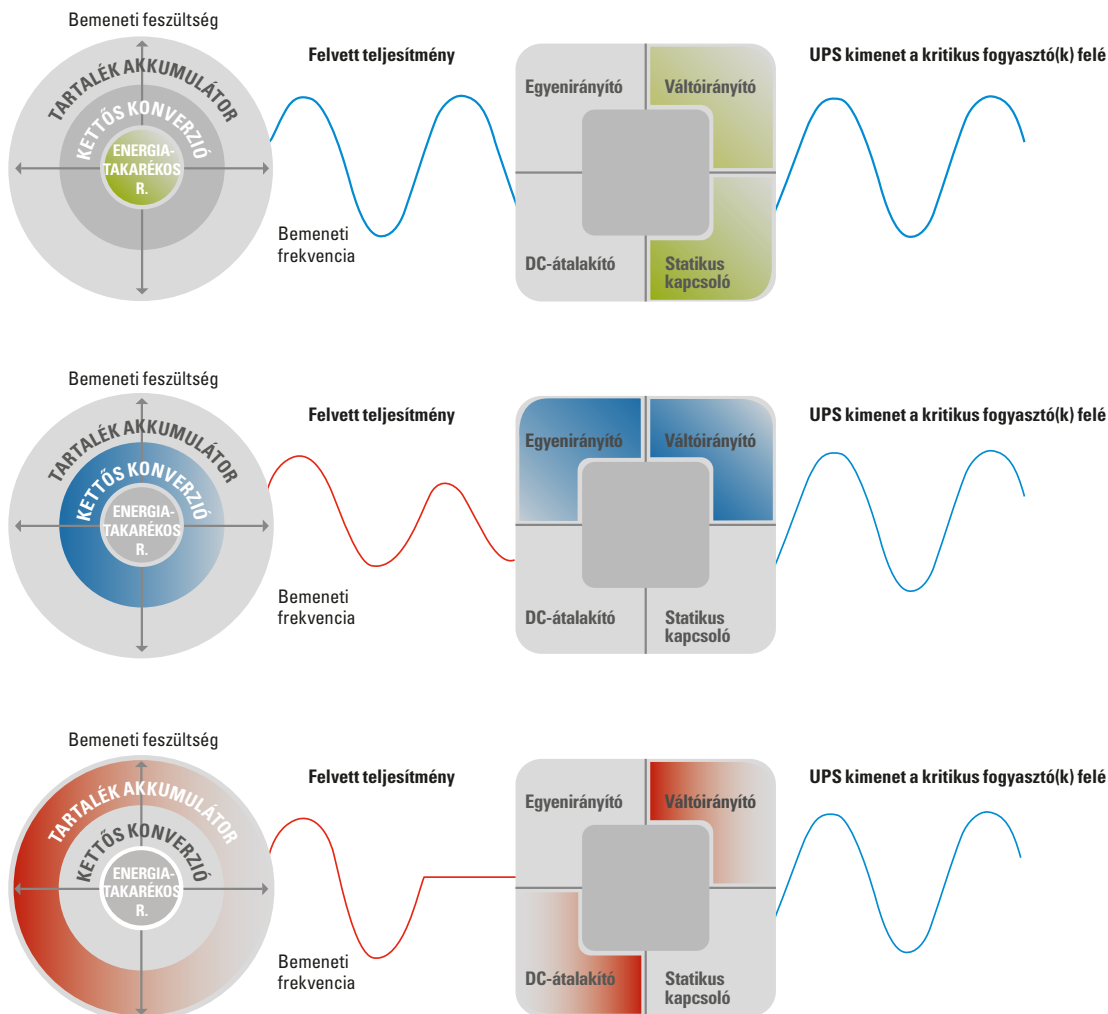 Bemeneti feszültség
TARTALÉK AKKUMULÁTOR
KETTŐS KONVERZIÓ
ENERGIA-
TAKARÉKOS
R.
Bemeneti
frekvencia
Felvett teljesítmény
Egyenirányító
Váltóirányító
DC-átalakító
Statikus
kapcsoló
UPS kimenet a kritikus fogyasztó(k) felé
Bemeneti feszültség
TARTALÉK AKKUMULÁTOR
KETTŐS KONVERZIÓ
ENERGIA-
TAKARÉKOS
R.
Bemeneti
frekvencia
Felvett teljesítmény
Egyenirányító
Váltóirányító
DC-átalakító
Statikus
kapcsoló
UPS kimenet a kritikus fogyasztó(k) felé
Bemeneti feszültség
TARTALÉK AKKUMULÁTOR
KETTŐS KONVERZIÓ
ENERGIA-
TAKARÉKOS
R.
Bemeneti
frekvencia
Felvett teljesítmény
Egyenirányító
Váltóirányító
DC-átalakító
Statikus
kapcsoló
UPS kimenet a kritikus fogyasztó(k) felé